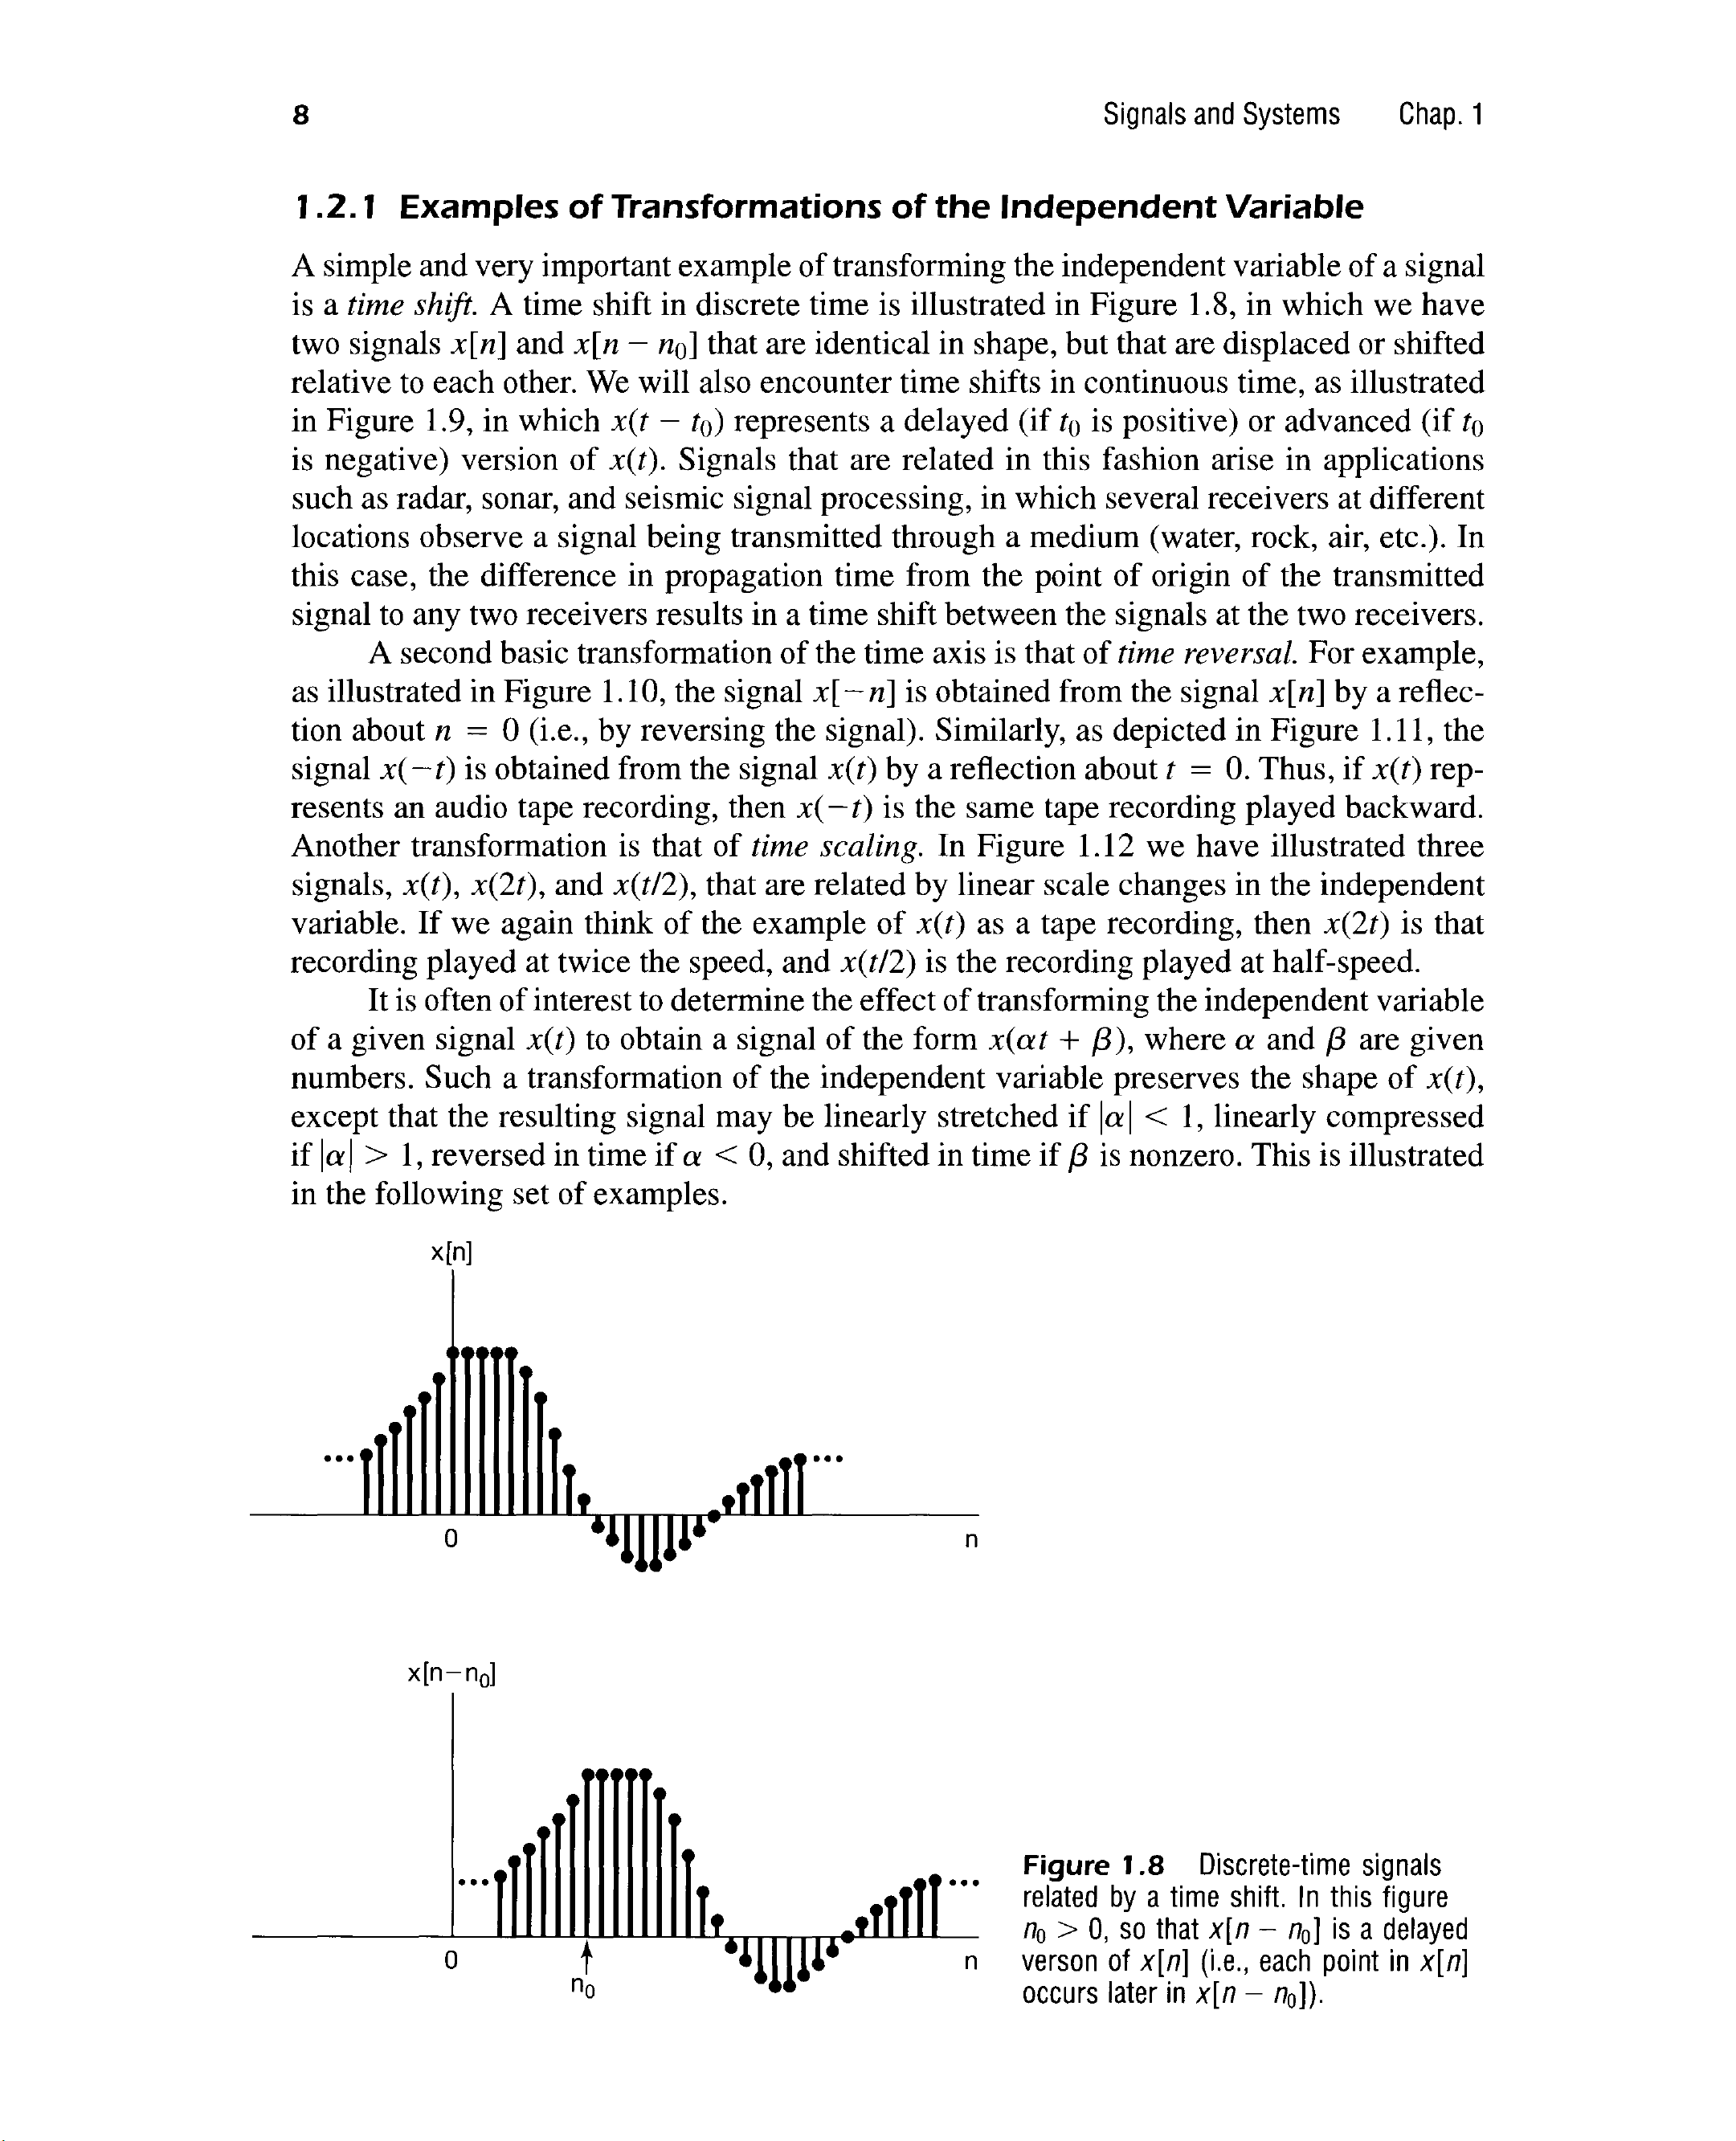 8 Signals and Systems Chap. 1
1.2.1 Examples of Transformations of the Independent Variable
A simple and very important example of transforming the independent variable of a signal
is a time shift. A time shift in discrete time is illustrated in Figure 1.8, in which we have
two signals x[n] and x[n − n₀] that are identical in shape, but that are displaced or shifted
relative to each other. We will also encounter time shifts in continuous time, as illustrated
in Figure 1.9, in which x(t − t₀) represents a delayed (if t₀ is positive) or advanced (if t₀
is negative) version of x(t). Signals that are related in this fashion arise in applications
such as radar, sonar, and seismic signal processing, in which several receivers at different
locations observe a signal being transmitted through a medium (water, rock, air, etc.). In
this case, the difference in propagation time from the point of origin of the transmitted
signal to any two receivers results in a time shift between the signals at the two receivers.
A second basic transformation of the time axis is that of time reversal. For example,
as illustrated in Figure 1.10, the signal x[−n] is obtained from the signal x[n] by a reflec-
tion about n = 0 (i.e., by reversing the signal). Similarly, as depicted in Figure 1.11, the
signal x(−t) is obtained from the signal x(t) by a reflection about t = 0. Thus, if x(t) rep-
resents an audio tape recording, then x(−t) is the same tape recording played backward.
Another transformation is that of time scaling. In Figure 1.12 we have illustrated three
signals, x(t), x(2t), and x(t/2), that are related by linear scale changes in the independent
variable. If we again think of the example of x(t) as a tape recording, then x(2t) is that
recording played at twice the speed, and x(t/2) is the recording played at half-speed.
It is often of interest to determine the effect of transforming the independent variable
of a given signal x(t) to obtain a signal of the form x(αt + β), where α and β are given
numbers. Such a transformation of the independent variable preserves the shape of x(t),
except that the resulting signal may be linearly stretched if |α| < 1, linearly compressed
if |α| > 1, reversed in time if α < 0, and shifted in time if β is nonzero. This is illustrated
in the following set of examples.
x[n]
0
n
x[n−n₀]
0
n₀
n
Figure 1.8 Discrete-time signals
related by a time shift. In this figure
n₀ > 0, so that x[n − n₀] is a delayed
verson of x[n] (i.e., each point in x[n]
occurs later in x[n − n₀]).